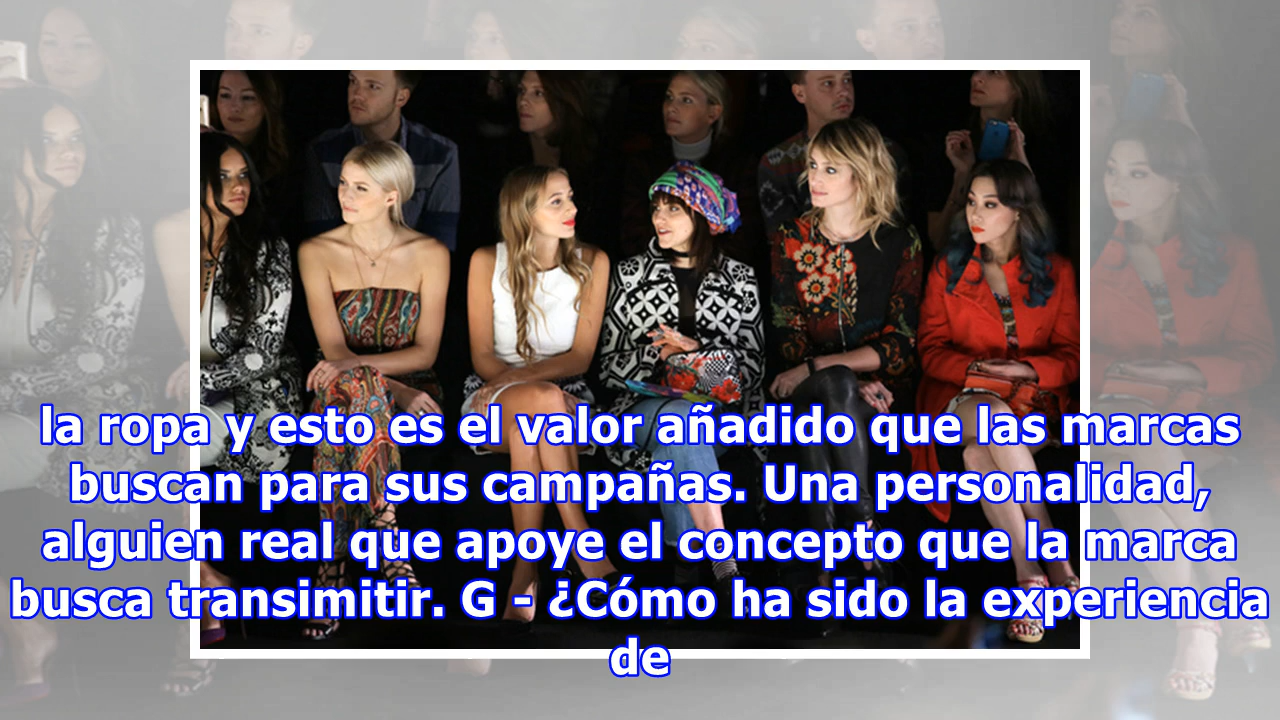 la ropa y esto es el valor añadido que las marcas
buscan para sus campañas. Una personalidad,
alguien real que apoye el concepto que la marca
busca transimitir. G - ¿Cómo ha sido la experiencia
de